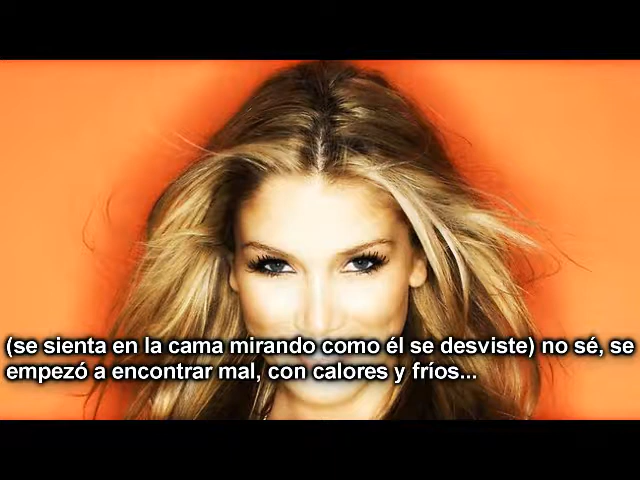 (se sienta en la cama mirando como él se desviste) no sé, se
empezó a encontrar mal, con calores y fríos...